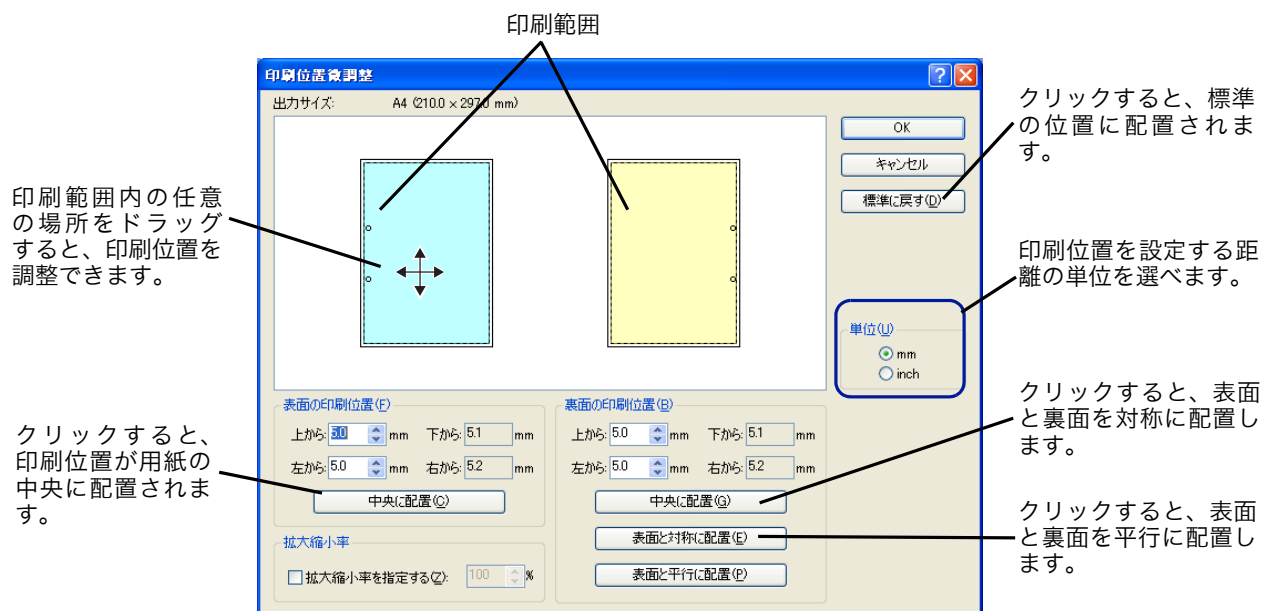 印刷範囲
印刷位置微調整
出力サイズ: A4 (210.0 × 297.0 mm)
OK
キャンセル
標準に戻す(D)
クリックすると、標準
の位置に配置されま
す。
印刷範囲内の任意
の場所をドラッグ
すると、印刷位置を
調整できます。
印刷位置を設定する距
離の単位を選べます。
単位(U)
mm
inch
表面の印刷位置(F)
上から: 5.0 mm 下から: 5.1 mm
左から: 5.0 mm 右から: 5.2 mm
中央に配置(C)
裏面の印刷位置(B)
上から: 5.0 mm 下から: 5.1 mm
左から: 5.0 mm 右から: 5.2 mm
中央に配置(G)
表面と対称に配置(E)
表面と平行に配置(P)
拡大縮小率
拡大縮小率を指定する(Z): 100 %
クリックすると、
印刷位置が用紙の
中央に配置されま
す。
クリックすると、表面
と裏面を対称に配置し
ます。
クリックすると、表面
と裏面を平行に配置し
ます。